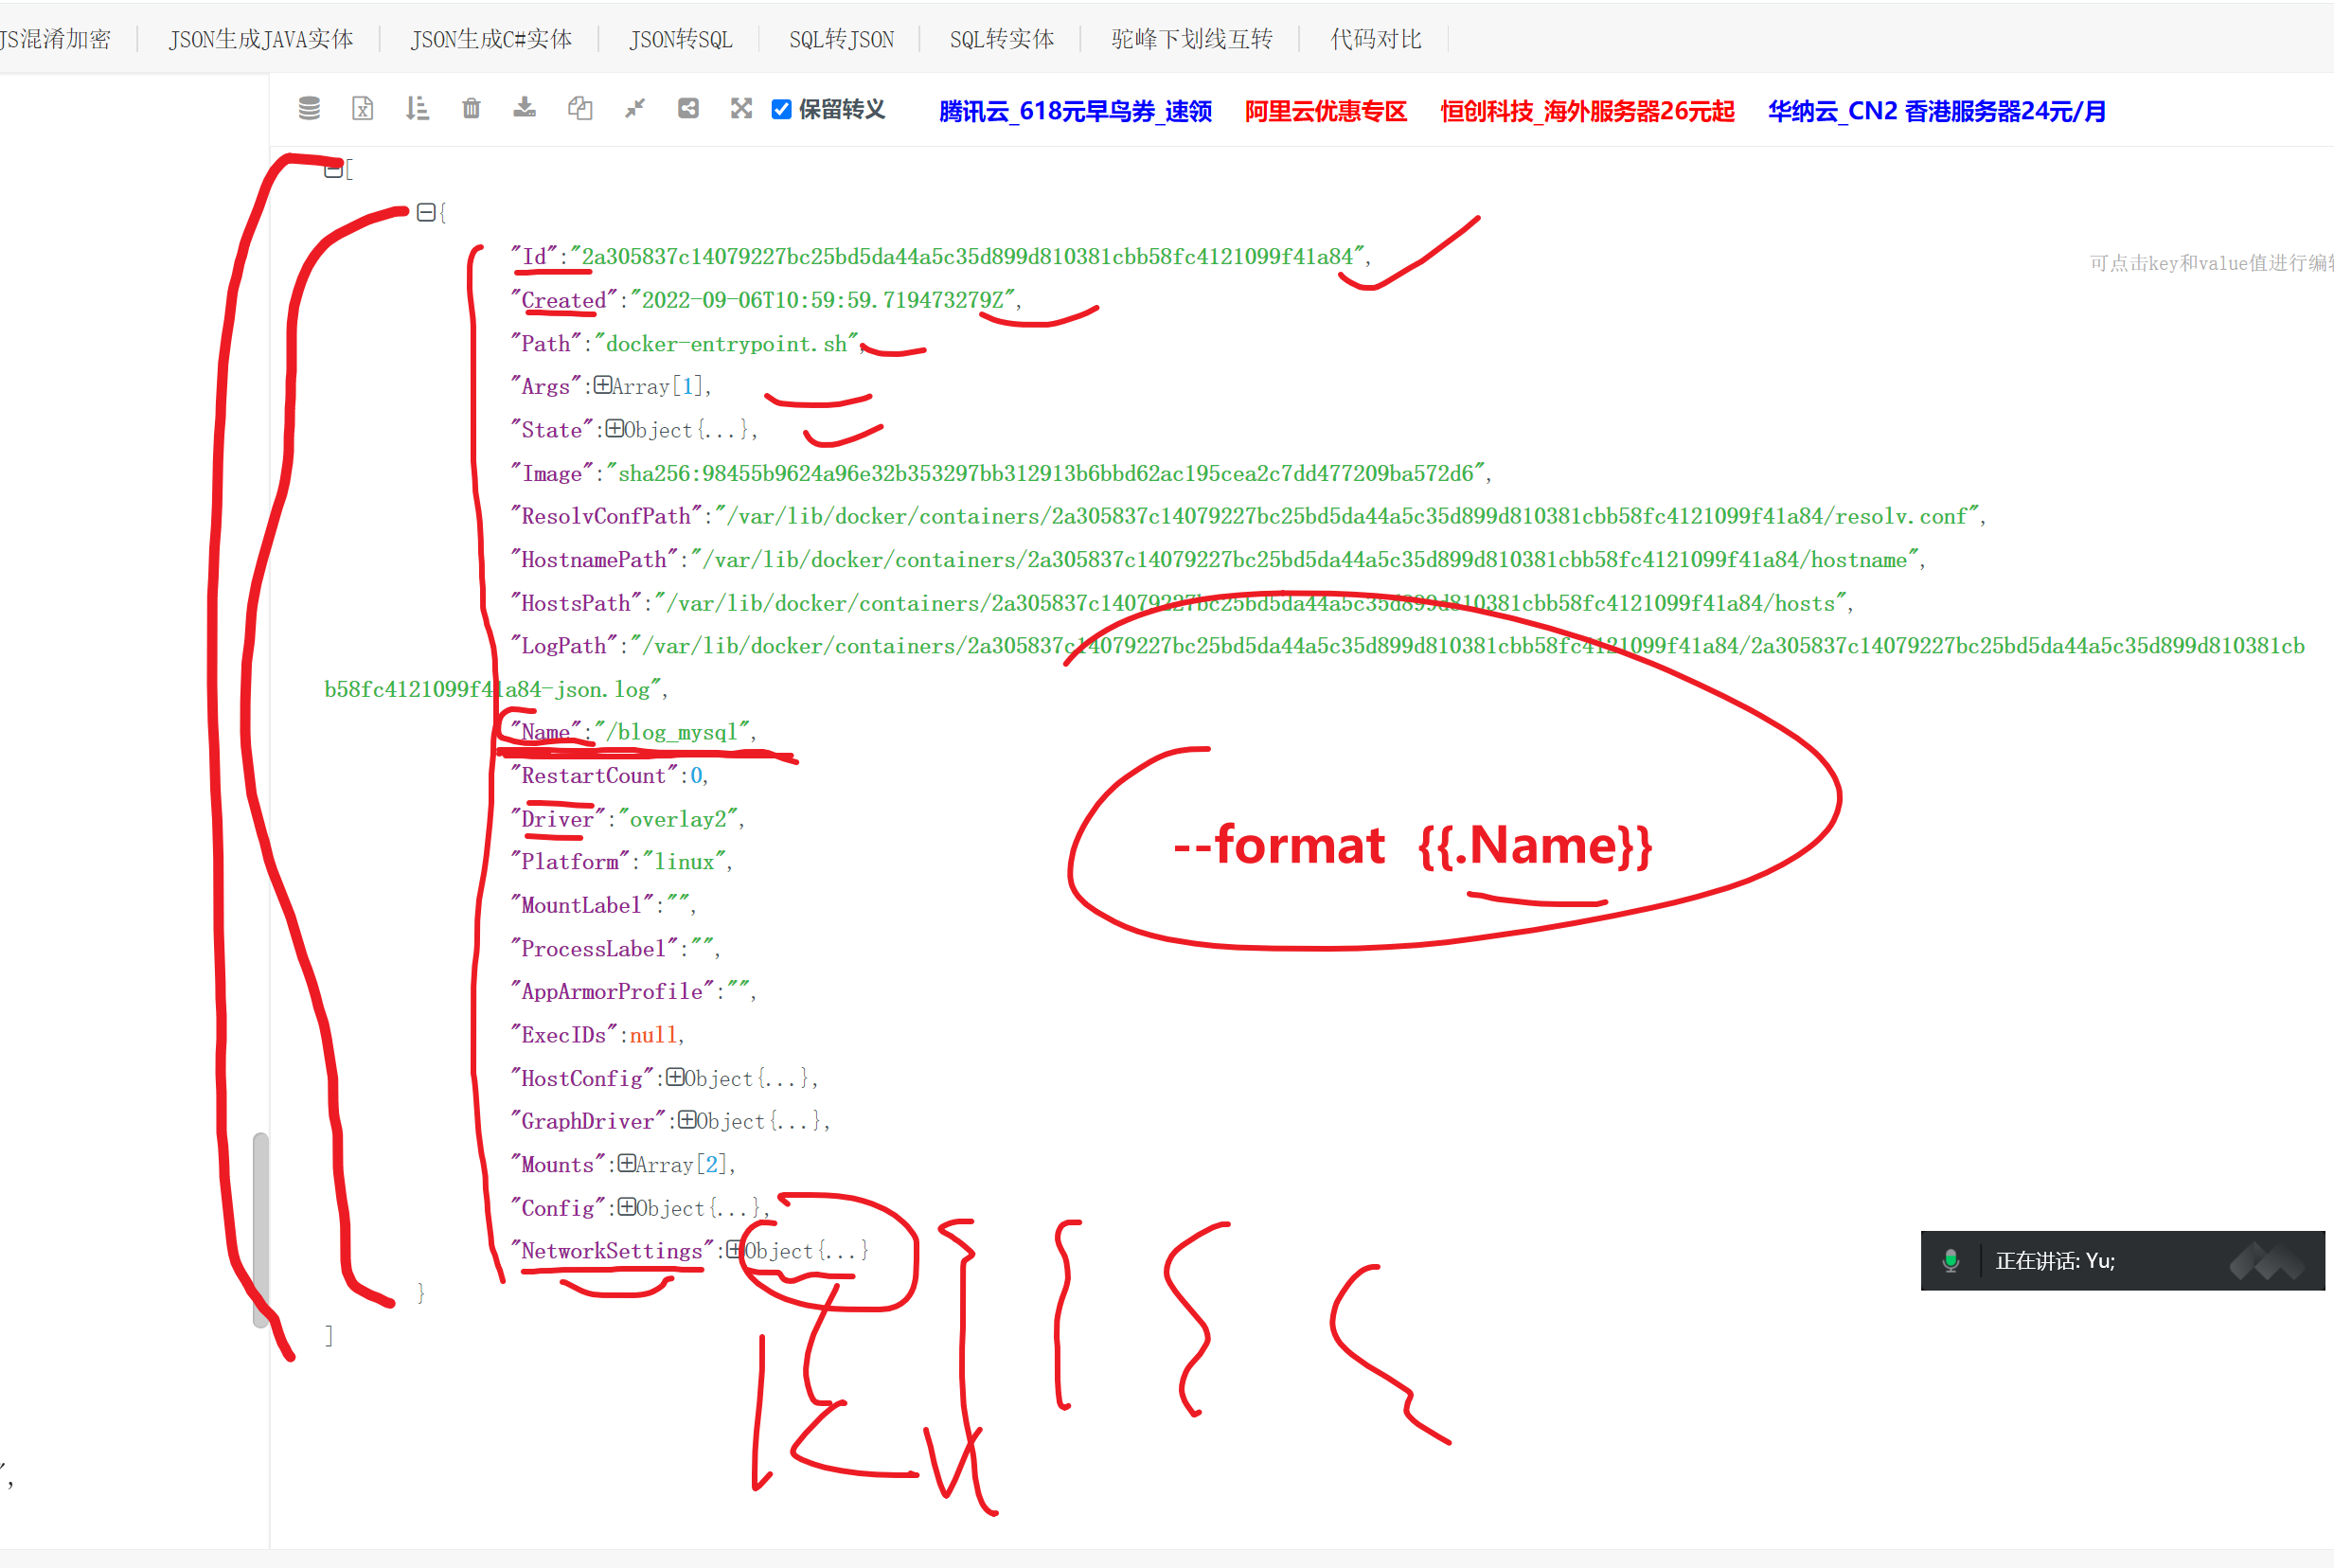 JS混淆加密 JSON生成JAVA实体 JSON生成C#实体 JSON转SQL SQL转JSON SQL转实体 驼峰下划线互转 代码对比
保留转义 腾讯云_618元早鸟券_速领 阿里云优惠专区 恒创科技_海外服务器26元起 华纳云_CN2 香港服务器24元/月
[
{
"Id":"2a305837c14079227bc25bd5da44a5c35d899d810381cbb58fc4121099f41a84",
可点击key和value值进行编辑
"Created":"2022-09-06T10:59:59.719473279Z",
"Path":"docker-entrypoint.sh",
"Args":Array[1],
"State":Object{...},
"Image":"sha256:98455b9624a96e32b353297bb312913b6bbd62ac195cea2c7dd477209ba572d6",
"ResolvConfPath":"/var/lib/docker/containers/2a305837c14079227bc25bd5da44a5c35d899d810381cbb58fc4121099f41a84/resolv.conf",
"HostnamePath":"/var/lib/docker/containers/2a305837c14079227bc25bd5da44a5c35d899d810381cbb58fc4121099f41a84/hostname",
"HostsPath":"/var/lib/docker/containers/2a305837c14079227bc25bd5da44a5c35d899d810381cbb58fc4121099f41a84/hosts",
"LogPath":"/var/lib/docker/containers/2a305837c14079227bc25bd5da44a5c35d899d810381cbb58fc4121099f41a84/2a305837c14079227bc25bd5da44a5c35d899d810381cb
b58fc4121099f41a84-json.log",
"Name":"/blog_mysql",
"RestartCount":0,
"Driver":"overlay2",
--format {{.Name}}
"Platform":"linux",
"MountLabel":"",
"ProcessLabel":"",
"AppArmorProfile":"",
"ExecIDs":null,
"HostConfig":Object{...},
"GraphDriver":Object{...},
"Mounts":Array[2],
"Config":Object{...},
"NetworkSettings":Object{...}
正在讲话: Yu;
}
]
",